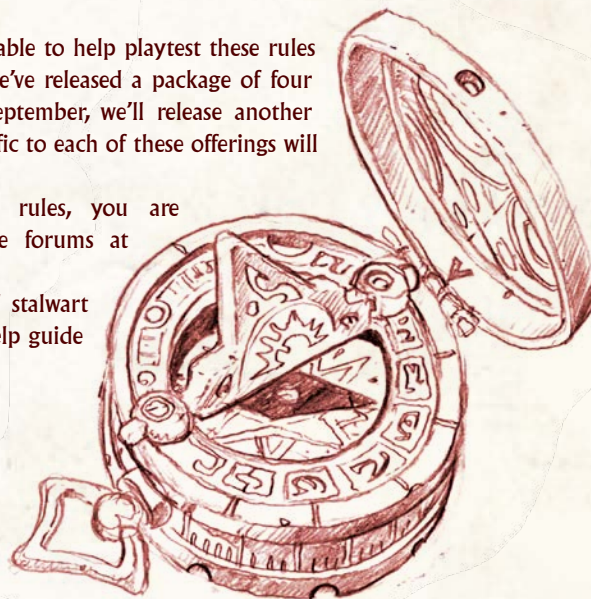 able to help playtest these rules
e've released a package of four
eptember, we'll release another
fic to each of these offerings will
rules, you are
e forums at
stalwart
elp guide